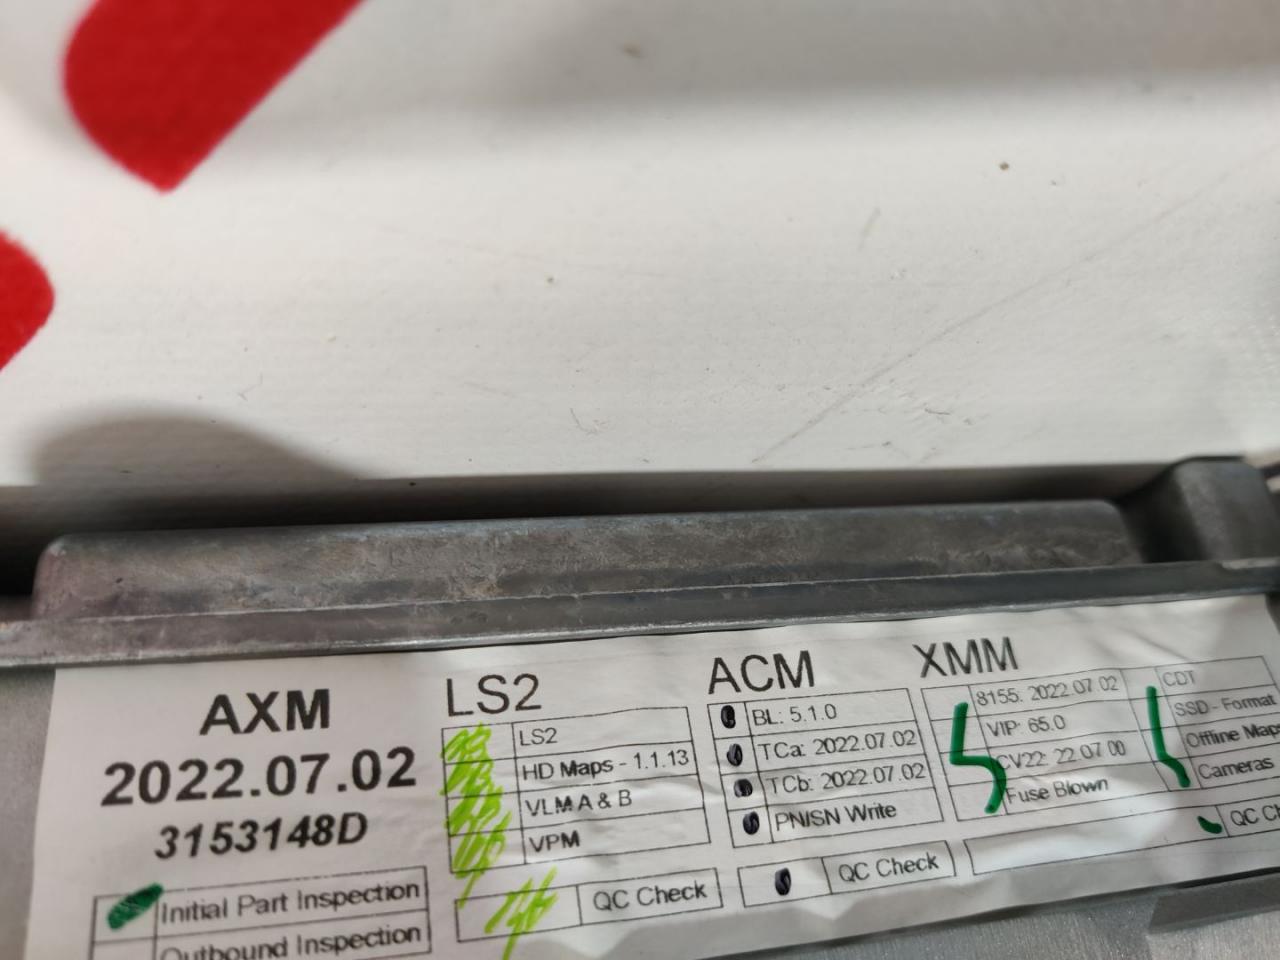 AXM
2022.07.02
3153148D
Initial Part Inspection
Outbound Inspection
LS2
LS2
HD Maps - 1.1.13
VLM A & B
VPM
QC Check
ACM
BL: 5.1.0
TCa: 2022.07.02
TCb: 2022.07.02
PN/SN Write
QC Check
XMM
8155: 2022.07.02
VIP: 65.0
CV22: 22.07.00
Fuse Blown
CDT
SSD - Format
Offline Maps
Cameras
QC